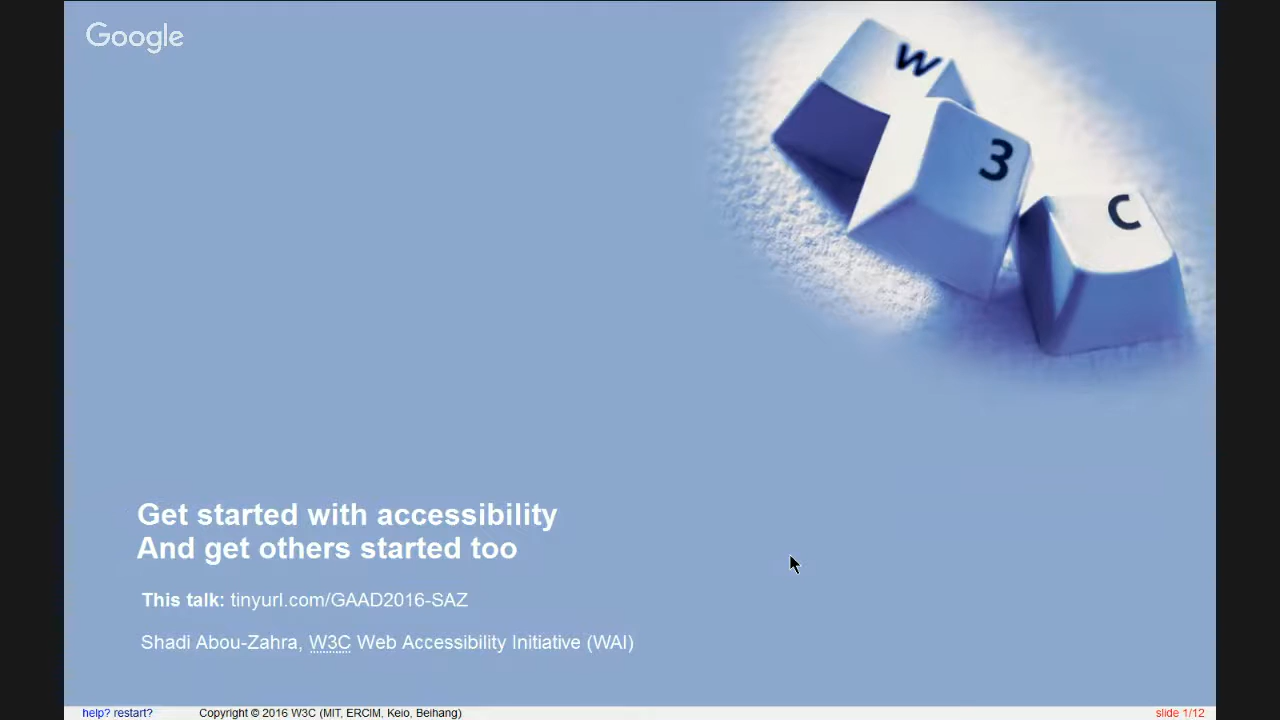 Google
W
3
C
Get started with accessibility
And get others started too
This talk: tinyurl.com/GAAD2016-SAZ
Shadi Abou-Zahra, W3C Web Accessibility Initiative (WAI)
help? restart? Copyright © 2016 W3C (MIT, ERCIM, Keio, Beihang) slide 1/12